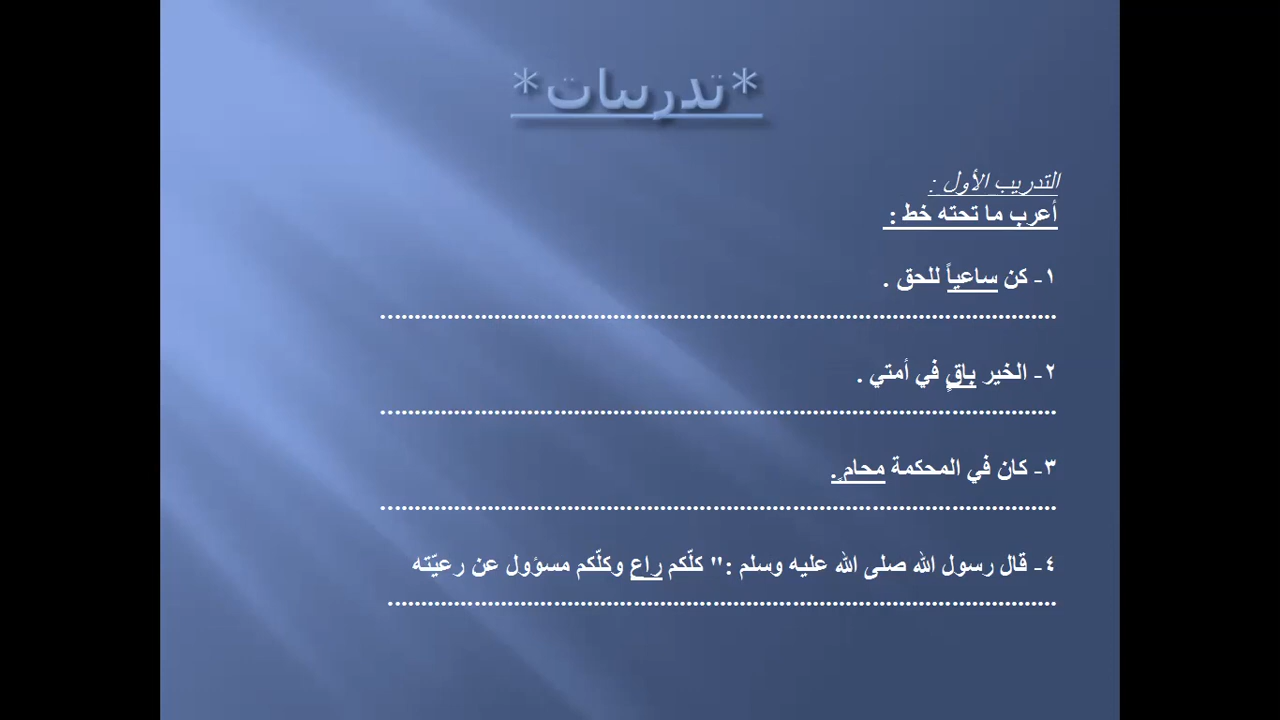 *تدريبات*
التدريب الأول :
أعرب ما تحته خط :
١- كن ساعياً للحق .
................................................................................
٢- الخير باقٍ في أمتي .
................................................................................
٣- كان في المحكمة محامٍ .
................................................................................
٤- قال رسول الله صلى الله عليه وسلم :" كلّكم راع وكلّكم مسؤول عن رعيّته
................................................................................